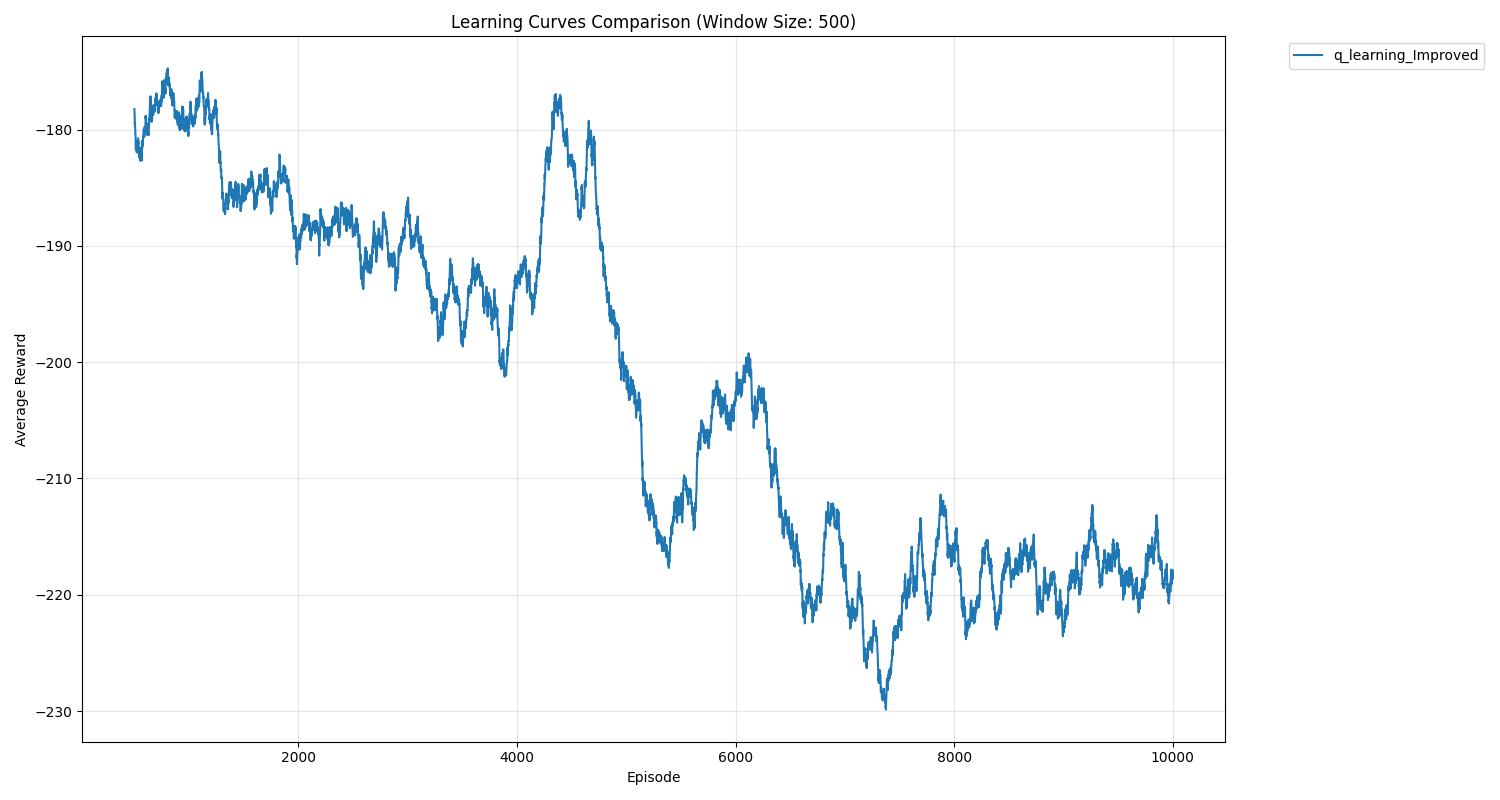 Learning Curves Comparison (Window Size: 500)
q_learning_Improved
Average Reward
−180
−190
−200
−210
−220
−230
2000
4000
6000
8000
10000
Episode